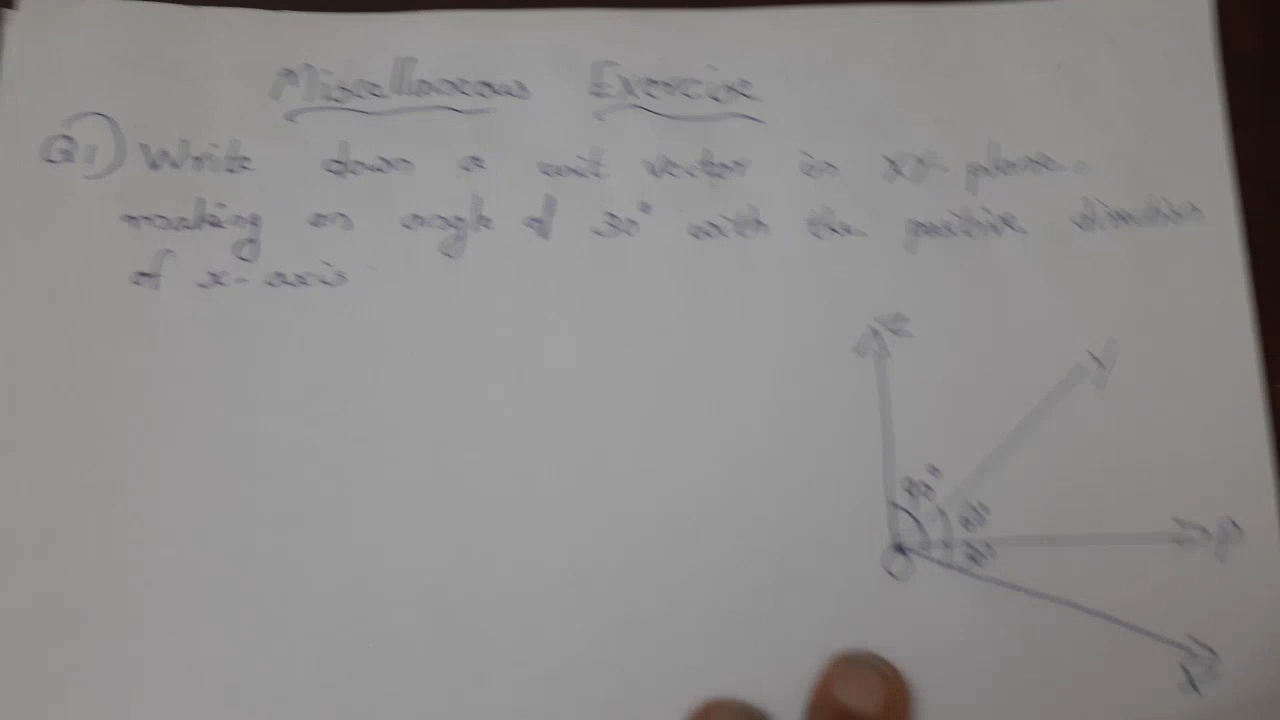 Miscellaneous Exercise
Q1) Write down a unit vector in XY-plane.
making an angle of 30° with the positive direction
of x-axis
Z
Y
90°
O
P
X